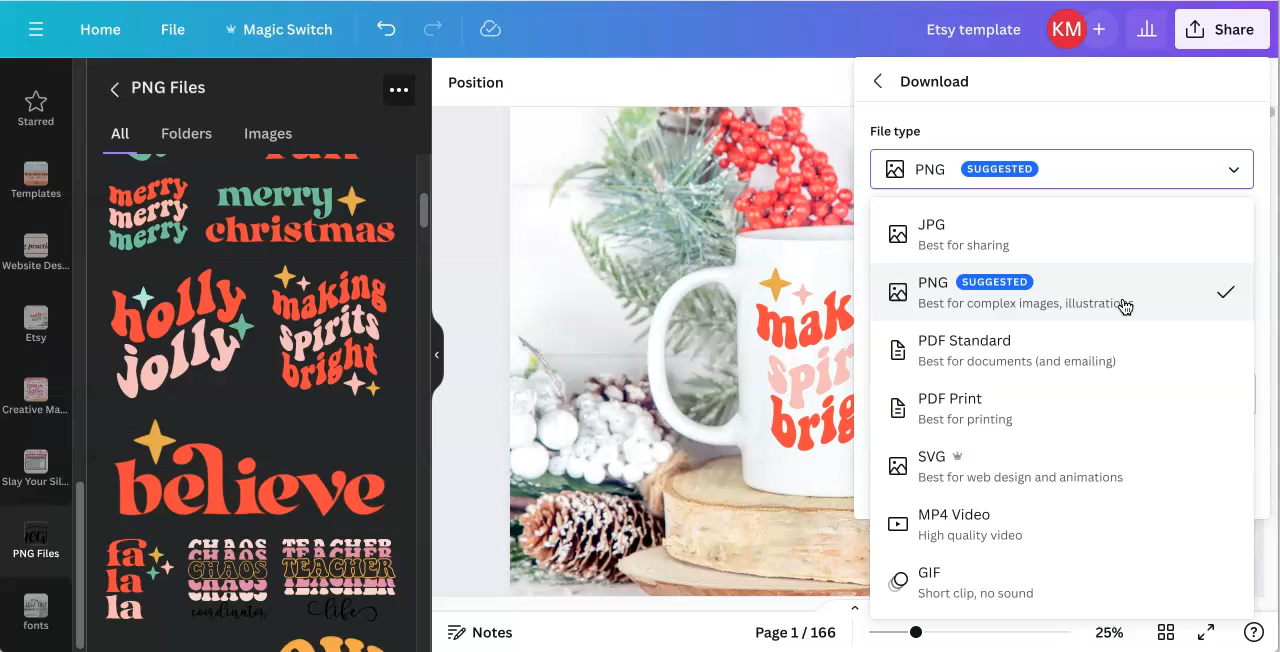 Home File Magic Switch Etsy template KM + Share
Starred
Templates
Website Des...
Etsy
Creative Ma...
Slay Your Sil...
PNG Files
fonts
PNG Files
All Folders Images
fun
merry
merry
merry
merry
christmas
holly
jolly
making
spirits
bright
believe
fa
la
la
CHAOS
CHAOS
CHAOS
coordinator
TEACHER
TEACHER
TEACHER
life
Position
mak
spir
brig
Download
File type
PNG SUGGESTED
JPG
Best for sharing
PNG SUGGESTED
Best for complex images, illustrations
PDF Standard
Best for documents (and emailing)
PDF Print
Best for printing
SVG
Best for web design and animations
MP4 Video
High quality video
GIF
Short clip, no sound
Notes Page 1 / 166 25%